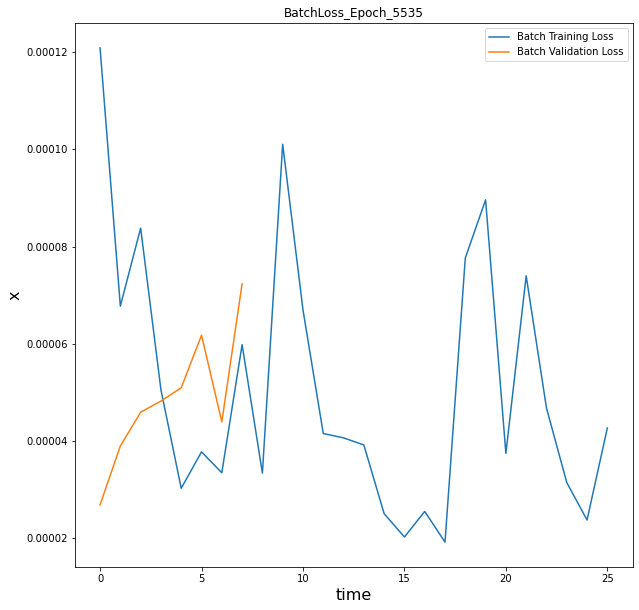 BatchLoss_Epoch_5535
Batch Training Loss
Batch Validation Loss
0.00012
0.00010
0.00008
0.00006
0.00004
0.00002
x
0 5 10 15 20 25
time